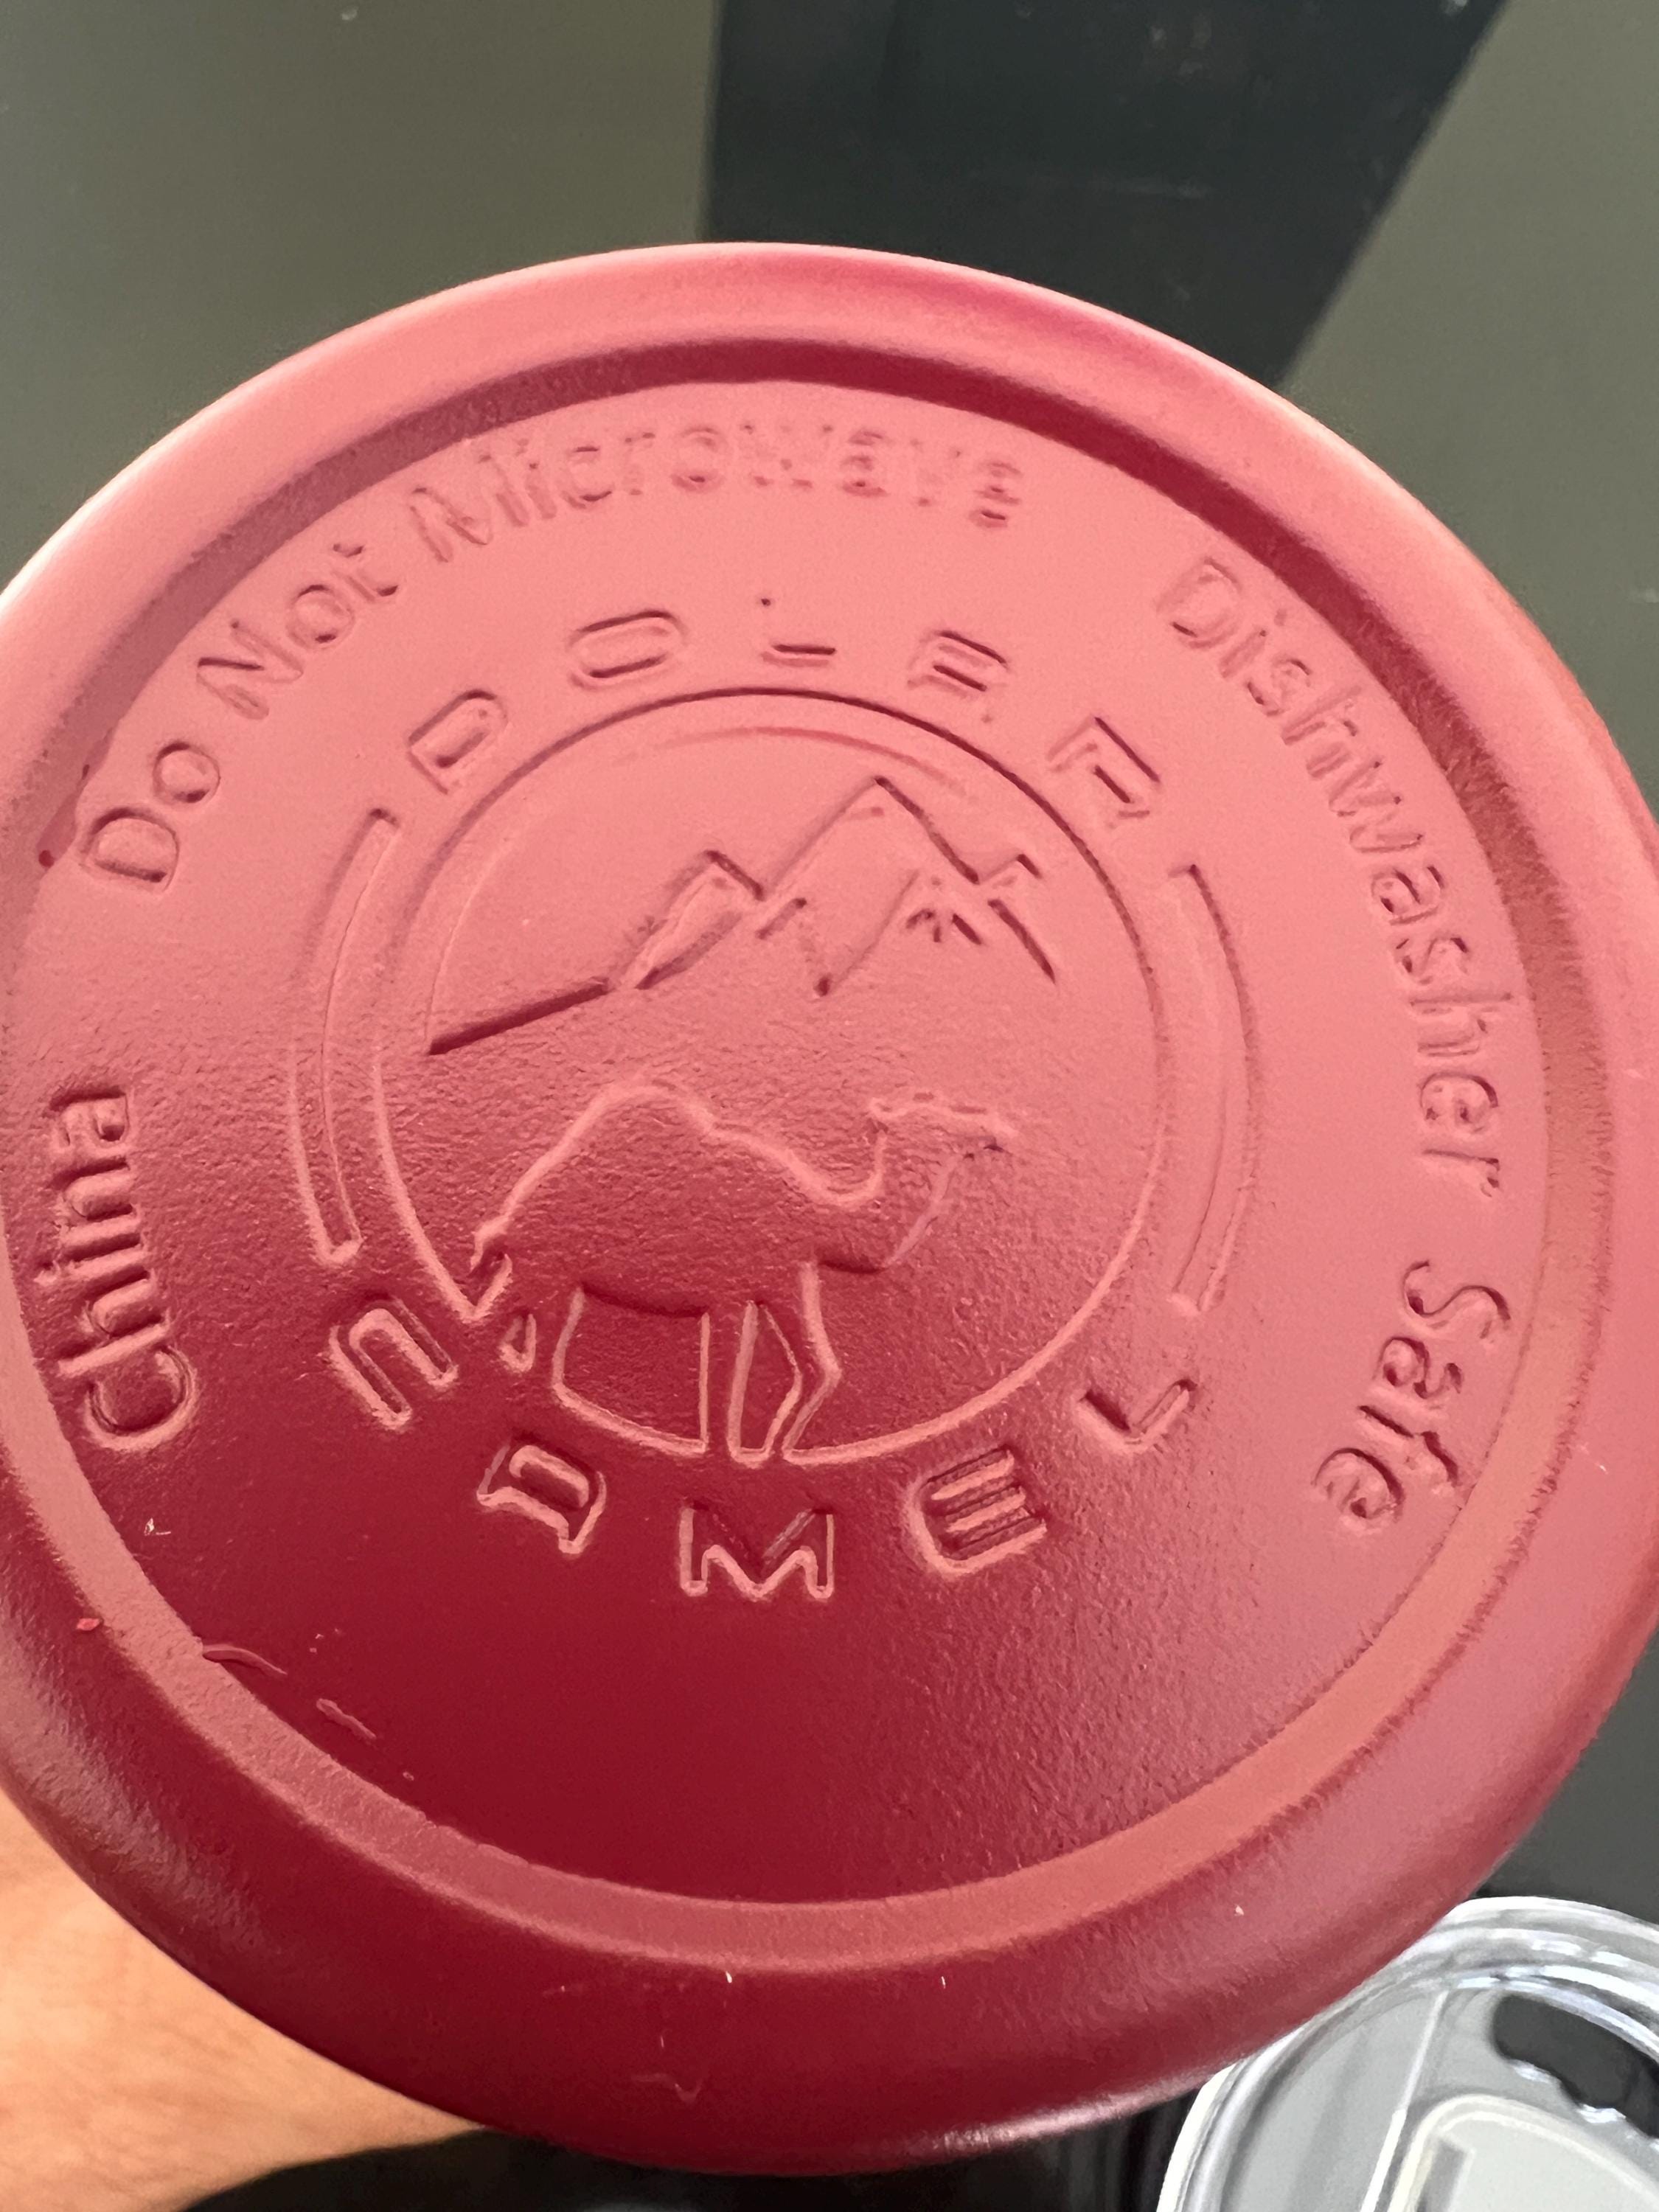 Do Not Microwave
Dishwasher Safe
China
POLAR
CAMEL